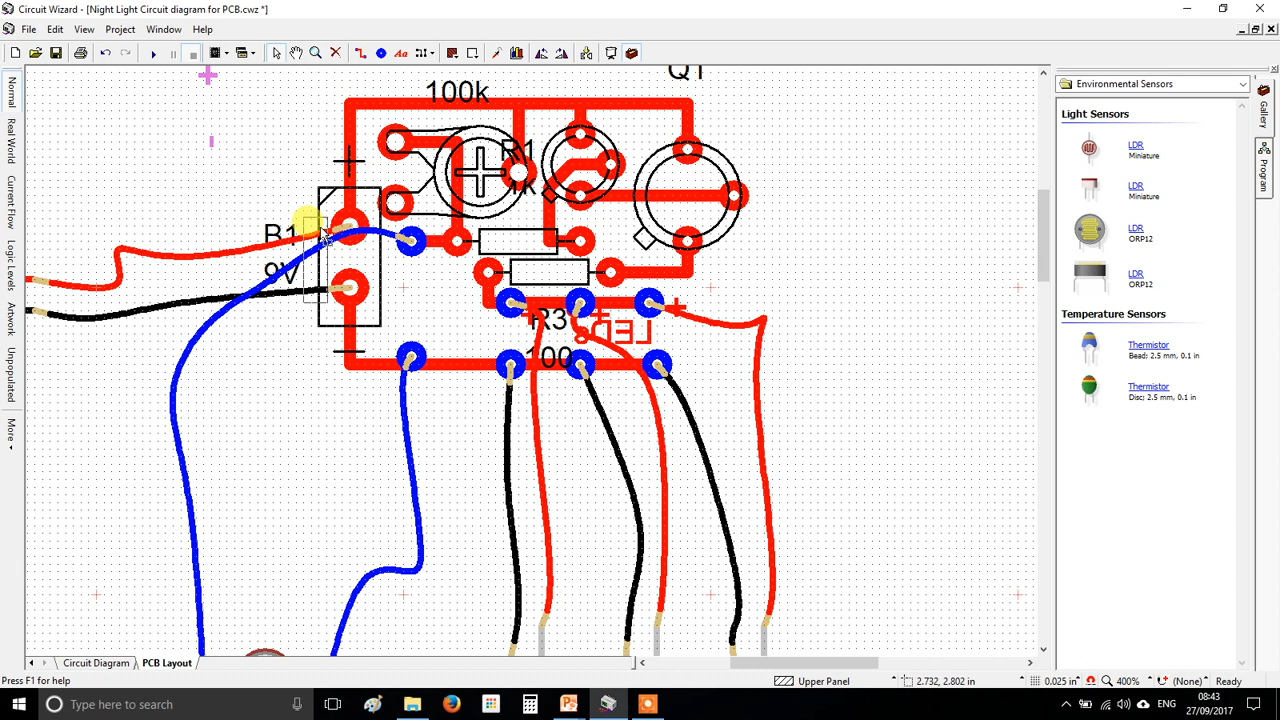 Circuit Wizard - [Night Light Circuit diagram for PCB.cwz *]
File Edit View Project Window Help
Normal
Real World
Current Flow
Logic Levels
Artwork
Unpopulated
More
Q1
100k
R1
1K
B1
9V
R3
100
LED's
Environmental Sensors
Light Sensors
LDR
Miniature
LDR
Miniature
LDR
ORP12
LDR
ORP12
Temperature Sensors
Thermistor
Bead; 2.5 mm, 0.1 in
Thermistor
Disc; 2.5 mm, 0.1 in
Gallery
Program
Circuit Diagram
PCB Layout
Press F1 for help
Upper Panel
2.732, 2.802 in
0.025 in
400%
(None)
Ready
Type here to search
ENG
08:43
27/09/2017